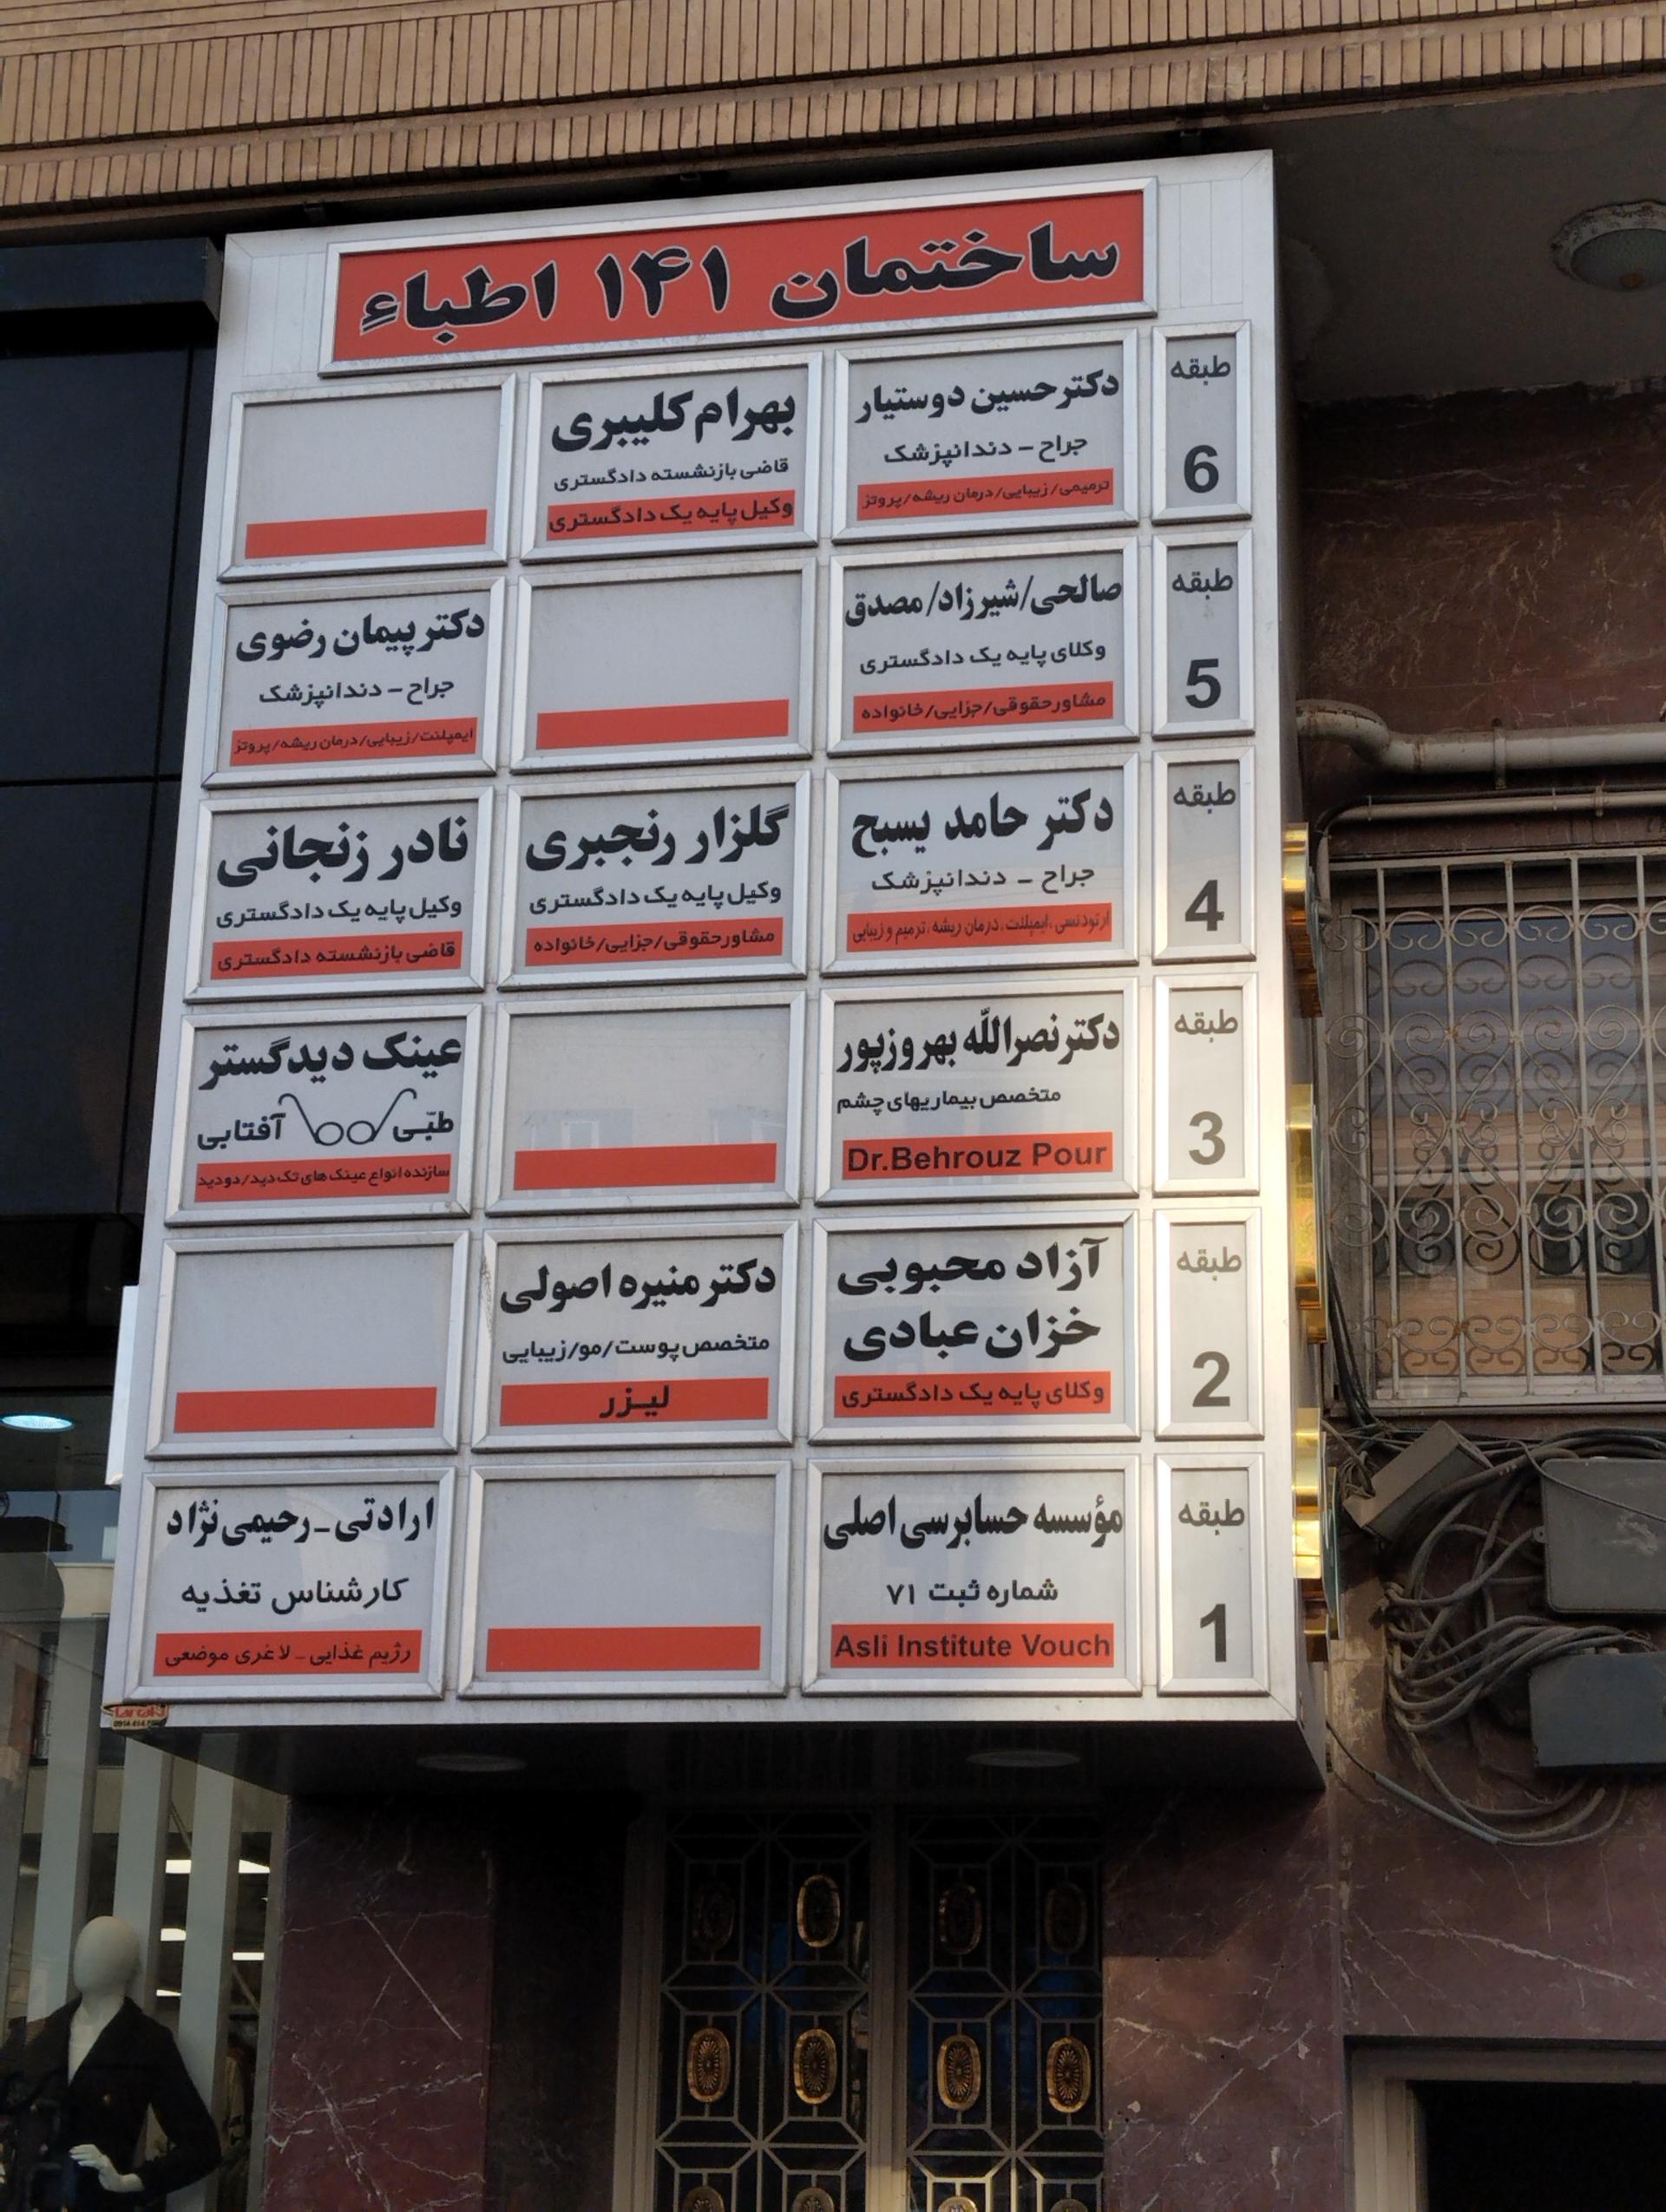 ساختمان ۱۴۱ اطباء
طبقه
6
دکتر حسین دوستیار
جراح - دندانپزشک
ترمیمی/زیبایی/درمان ریشه/پروتز
بهرام کلیبری
قاضی بازنشسته دادگستری
وکیل پایه یک دادگستری
طبقه
5
صالحی/شیرزاد/مصدق
وکلای پایه یک دادگستری
مشاور حقوقی/جزایی/خانواده
دکتر پیمان رضوی
جراح - دندانپزشک
ایمپلنت/زیبایی/درمان ریشه/پروتز
طبقه
4
دکتر حامد یسبح
جراح - دندانپزشک
ارتودنسی، ایمپلنت، درمان ریشه، ترمیم و زیبایی
گلزار رنجبری
وکیل پایه یک دادگستری
مشاور حقوقی/جزایی/خانواده
نادر زنجانی
وکیل پایه یک دادگستری
قاضی بازنشسته دادگستری
طبقه
3
دکتر نصراللّه بهروزپور
متخصص بیماریهای چشم
Dr.Behrouz Pour
عینک دیدگستر
طبّی آفتابی
سازنده انواع عینک های تک دید/دودید
طبقه
2
آزاد محبوبی
خزان عبادی
وکلای پایه یک دادگستری
دکتر منیره اصولی
متخصص پوست/مو/زیبایی
لیزر
طبقه
1
مؤسسه حسابرسی اصلی
شماره ثبت ۷۱
Asli Institute Vouch
ارادتی - رحیمی نژاد
کارشناس تغذیه
رژیم غذایی - لاغری موضعی